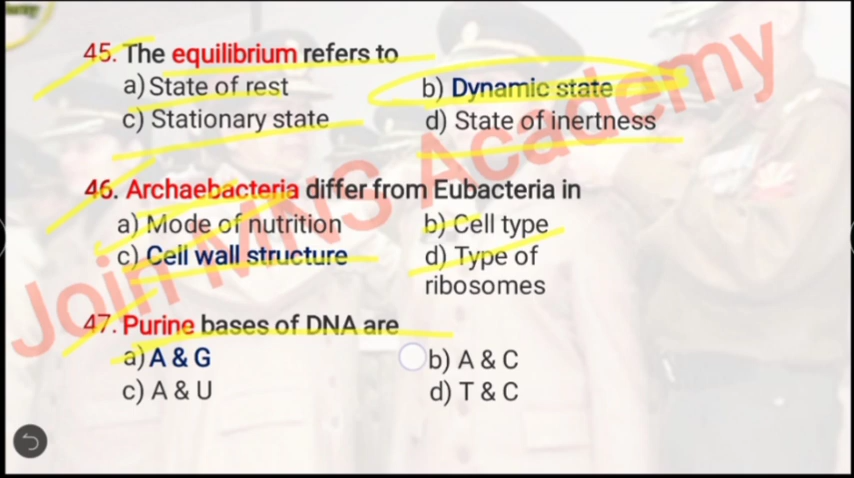 45. The equilibrium refers to
a) State of rest
b) Dynamic state
c) Stationary state
d) State of inertness
46. Archaebacteria differ from Eubacteria in
a) Mode of nutrition
b) Cell type
c) Cell wall structure
d) Type of
ribosomes
47. Purine bases of DNA are
a) A & G
b) A & C
c) A & U
d) T & C
Join MNS Academy